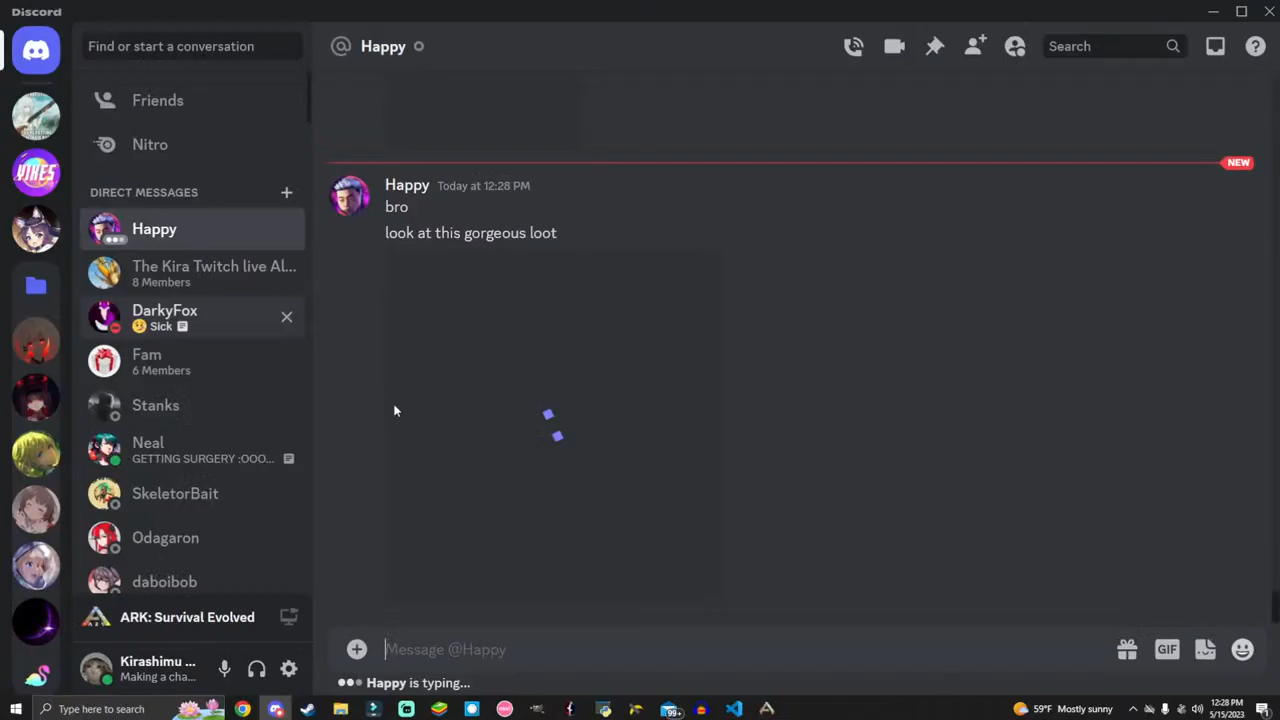 Discord
Find or start a conversation
Happy
Search
Friends
Nitro
DIRECT MESSAGES
NEW
Happy Today at 12:28 PM
bro
look at this gorgeous loot
Happy
The Kira Twitch live Al...
8 Members
DarkyFox
Sick
Fam
6 Members
Stanks
Neal
GETTING SURGERY :OOO...
SkeletorBait
Odagaron
daboibob
ARK: Survival Evolved
Kirashimu ...
Making a cha...
Message @Happy
GIF
Happy is typing...
YIKES
Type here to search
99+
59°F Mostly sunny
12:28 PM
5/15/2023